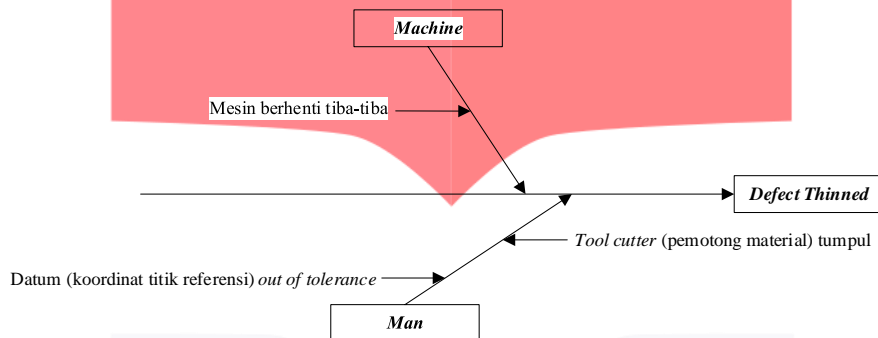 Machine
Mesin berhenti tiba-tiba
Defect Thinned
Tool cutter (pemotong material) tumpul
Datum (koordinat titik referensi) out of tolerance
Man